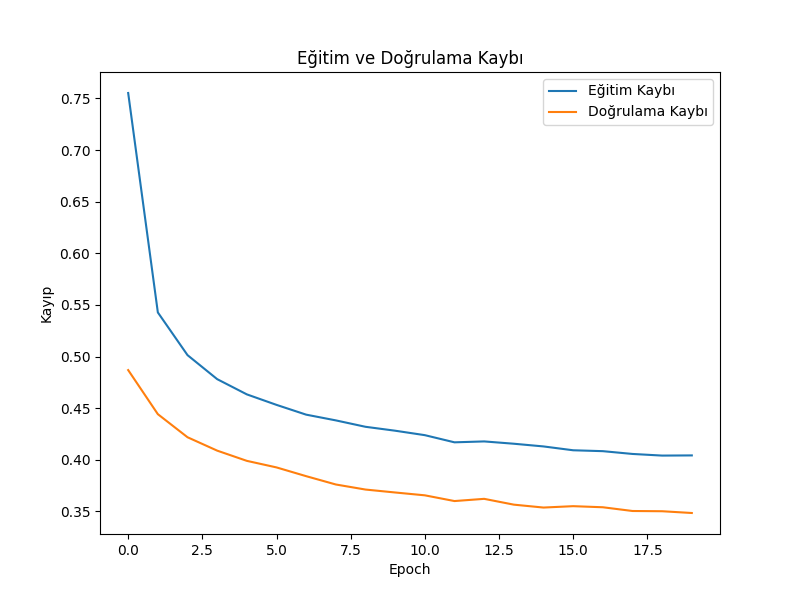 Eğitim ve Doğrulama Kaybı
Eğitim Kaybı
Doğrulama Kaybı
Kayıp
0.75
0.70
0.65
0.60
0.55
0.50
0.45
0.40
0.35
0.0 2.5 5.0 7.5 10.0 12.5 15.0 17.5
Epoch